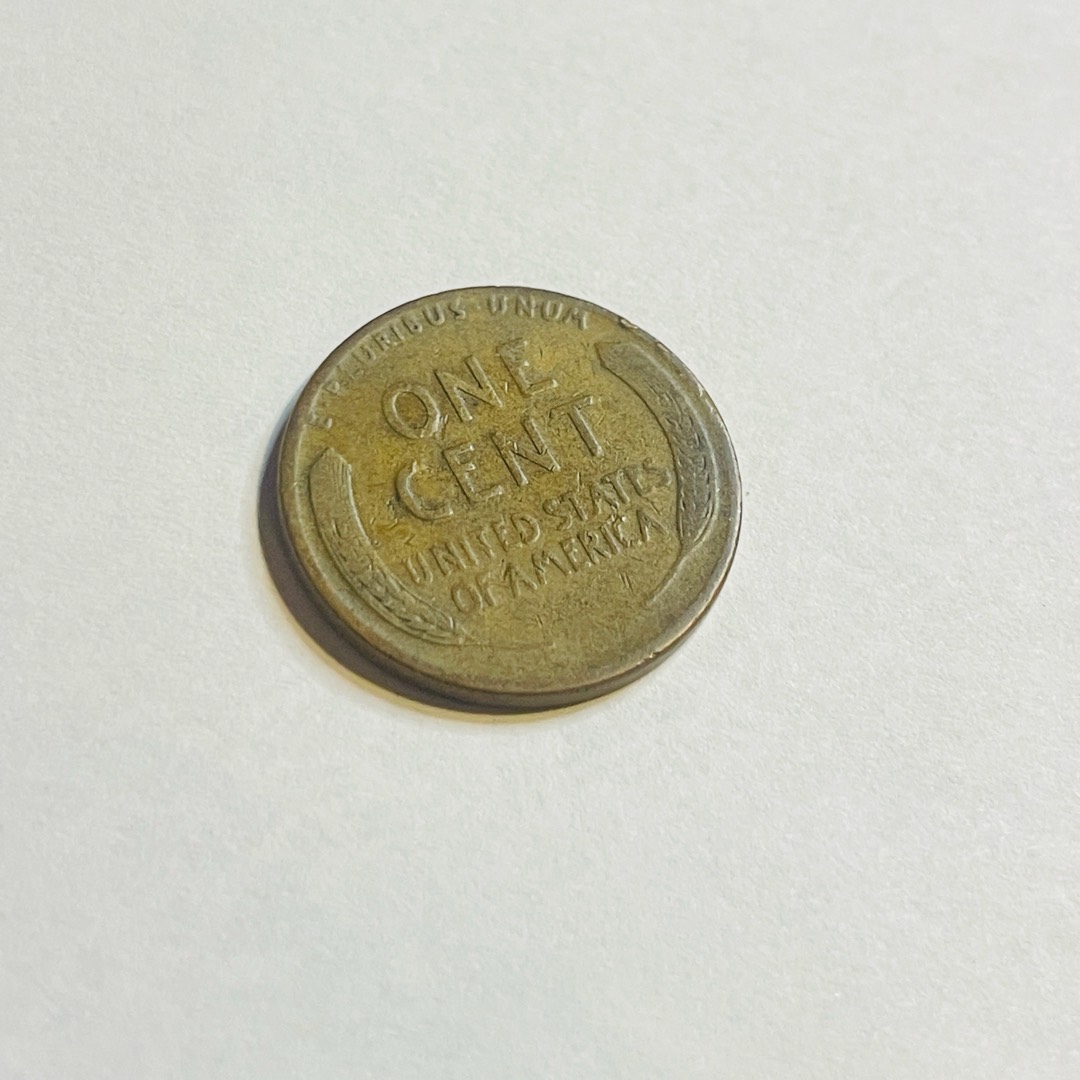 E PLURIBUS UNUM
ONE
CENT
UNITED STATES
OF AMERICA